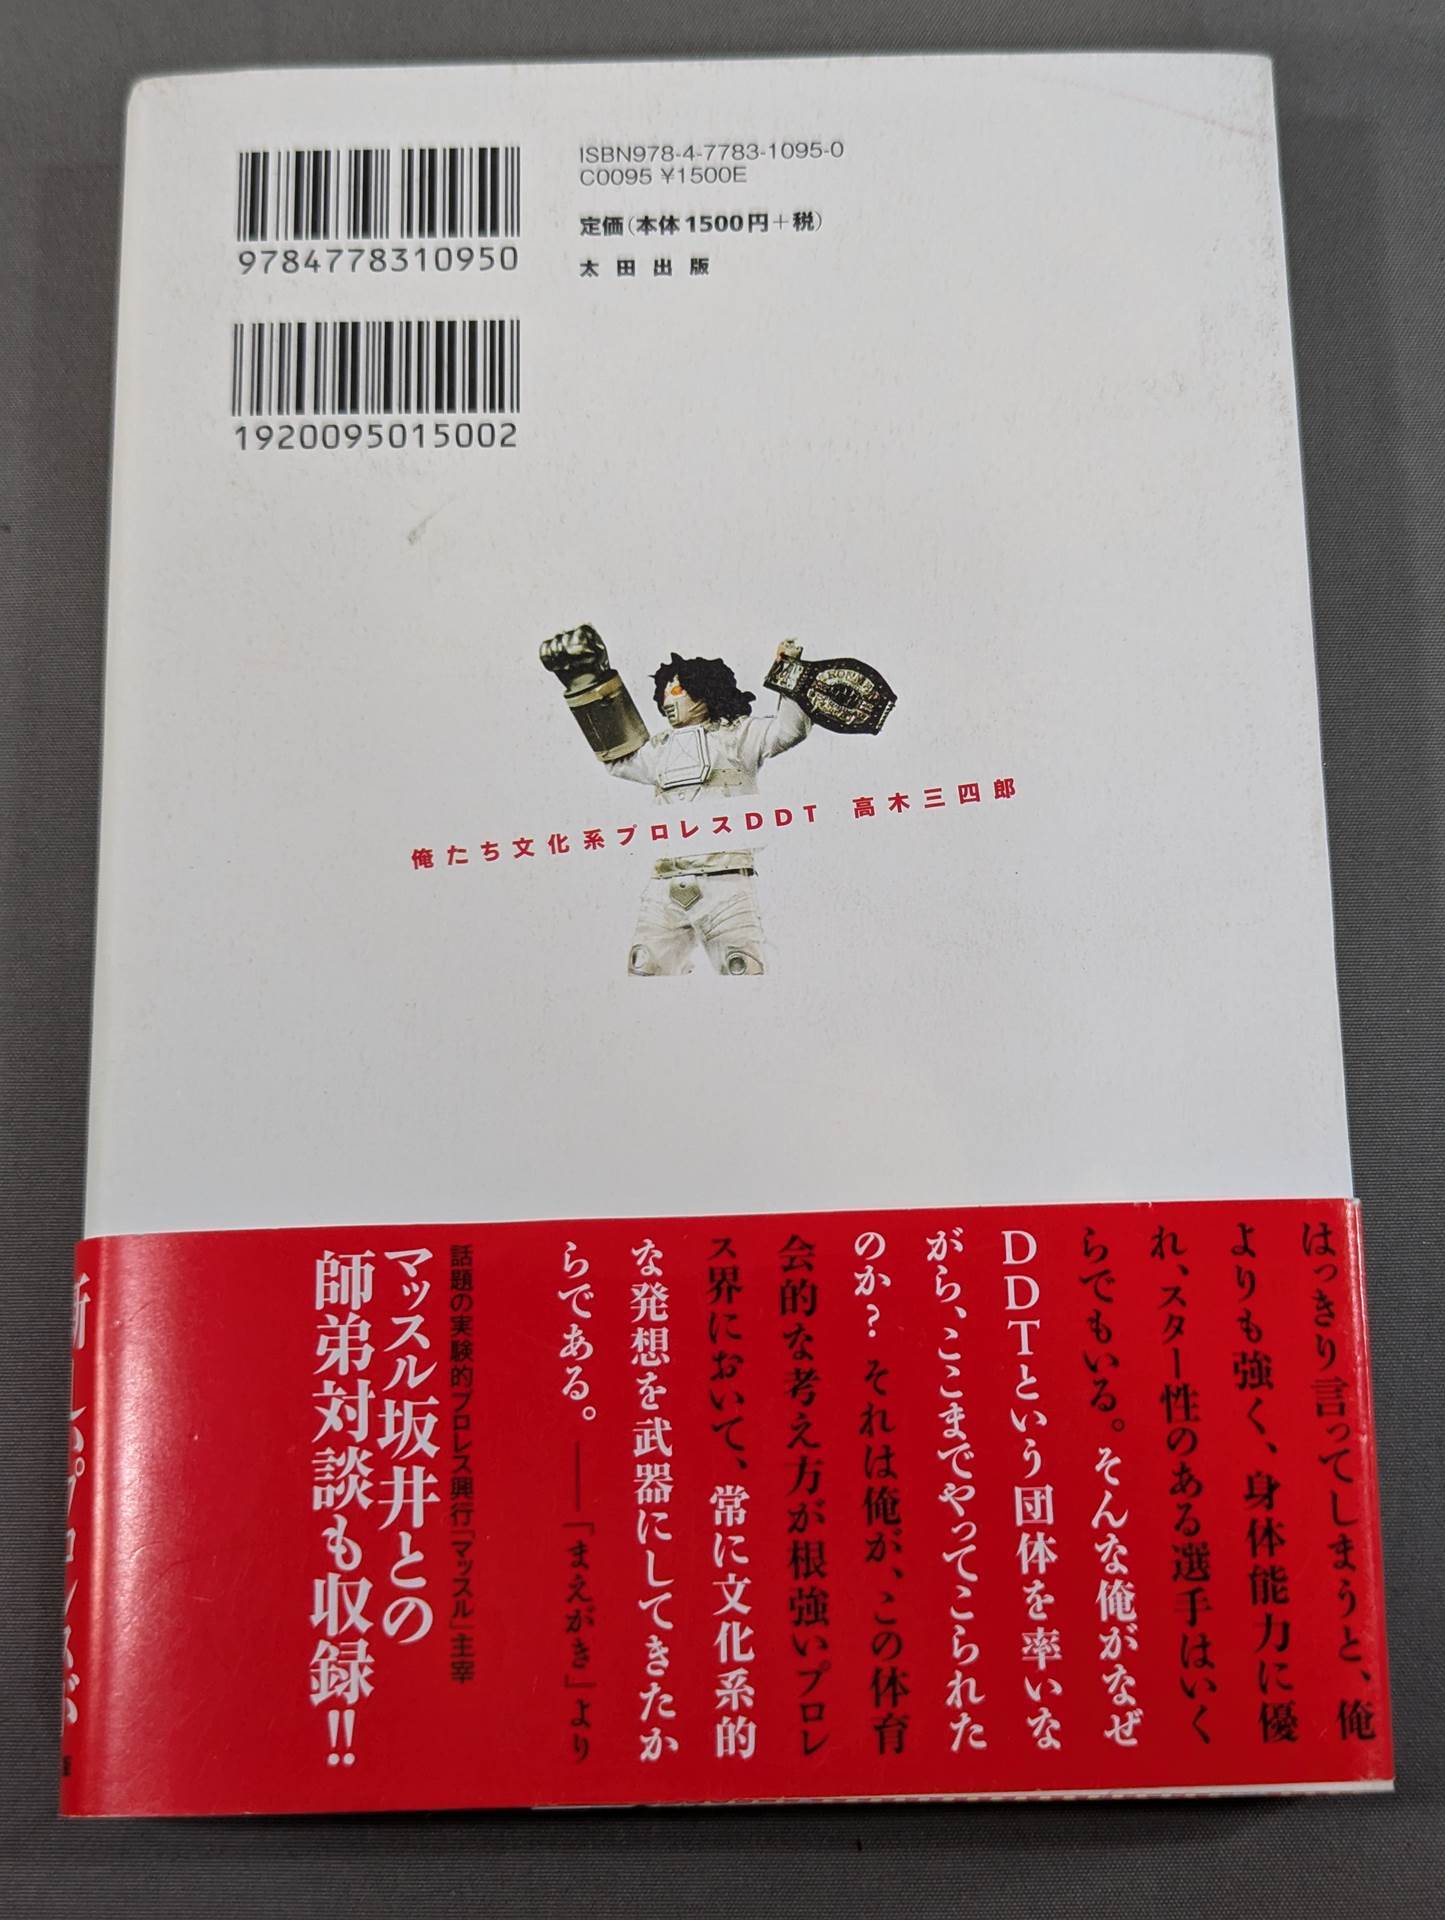 ISBN978-4-7783-1095-0
C0095 ¥1500E
定価(本体1500円+税)
太田出版
9784778310950
1920095015002
俺たち文化系プロレスDDT 高木三四郎
はっきり言ってしまうと、俺
よりも強く、身体能力に優
れ、スター性のある選手はいく
らでもいる。そんな俺がなぜ
DDTという団体を率いな
がら、ここまでやってこられた
のか? それは俺が、この体育
会的な考え方が根強いプロレ
ス界において、常に文化系的
な発想を武器にしてきたか
らである。——「まえがき」より
話題の実験的プロレス興行「マッスル」主宰
マッスル坂井との
師弟対談も収録!!